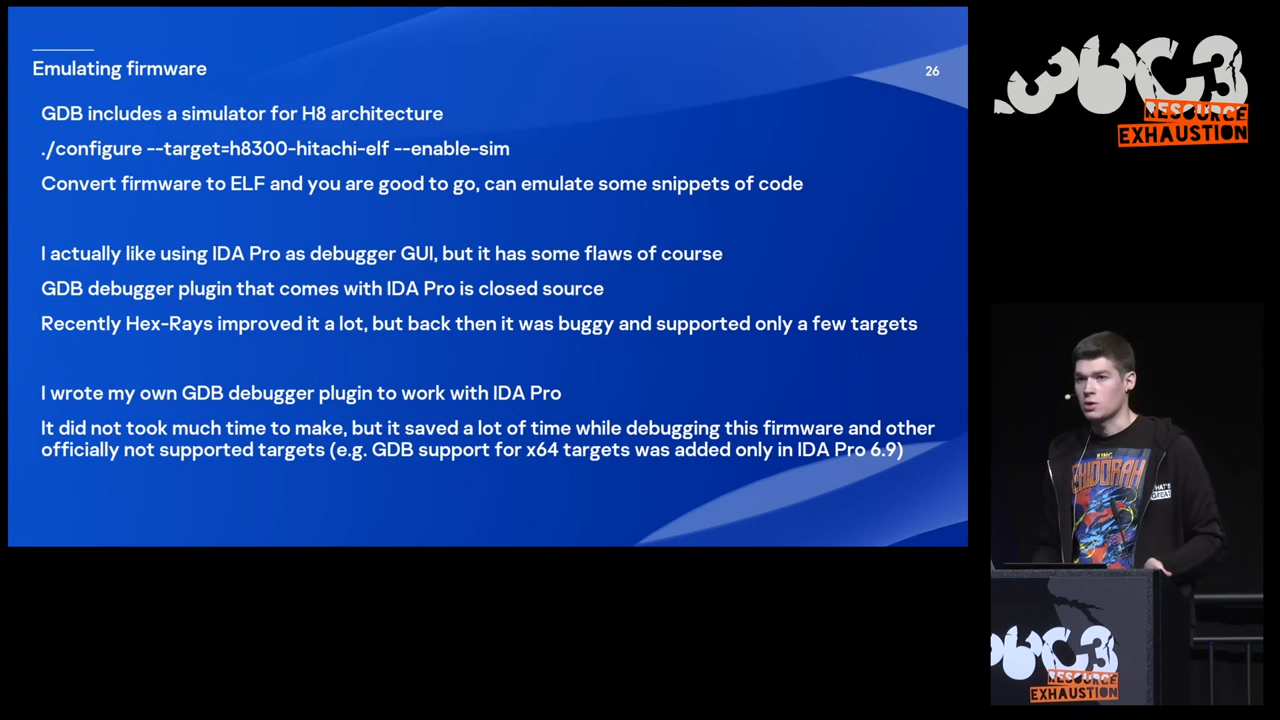 Emulating firmware
26
GDB includes a simulator for H8 architecture
./configure --target=h8300-hitachi-elf --enable-sim
Convert firmware to ELF and you are good to go, can emulate some snippets of code
I actually like using IDA Pro as debugger GUI, but it has some flaws of course
GDB debugger plugin that comes with IDA Pro is closed source
Recently Hex-Rays improved it a lot, but back then it was buggy and supported only a few targets
I wrote my own GDB debugger plugin to work with IDA Pro
It did not took much time to make, but it saved a lot of time while debugging this firmware and other
officially not supported targets (e.g. GDB support for x64 targets was added only in IDA Pro 6.9)
36C3
RESOURCE
EXHAUSTION
KING
GHIDORAH
GREAT
36C3
RESOURCE
EXHAUSTION